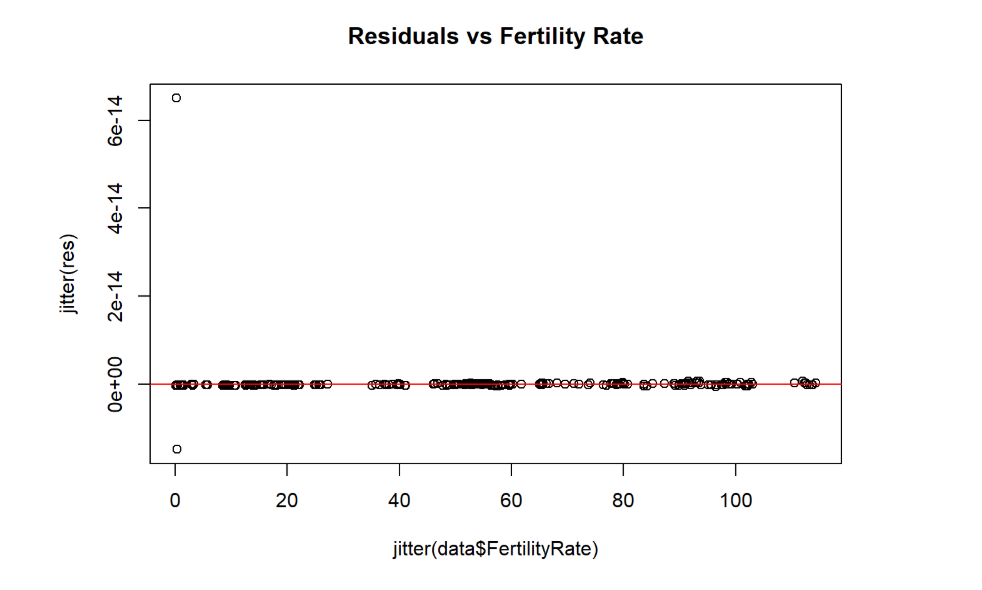 Residuals vs Fertility Rate
6e-14
4e-14
2e-14
0e+00
jitter(res)
0 20 40 60 80 100
jitter(data$FertilityRate)